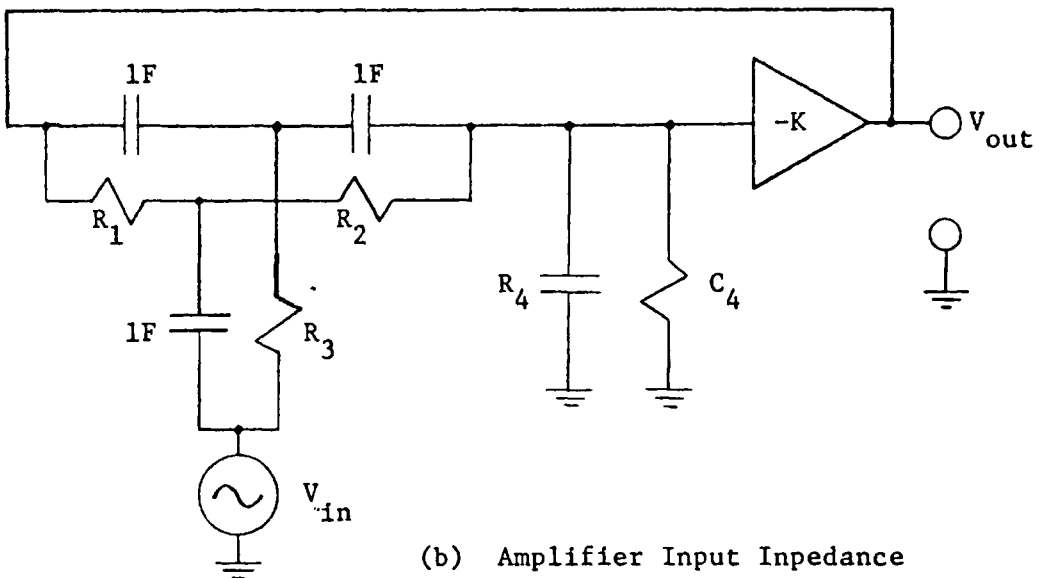 1F
1F
-K
V_out
R_1
R_2
R_4
C_4
1F
R_3
V_in
(b) Amplifier Input Inpedance